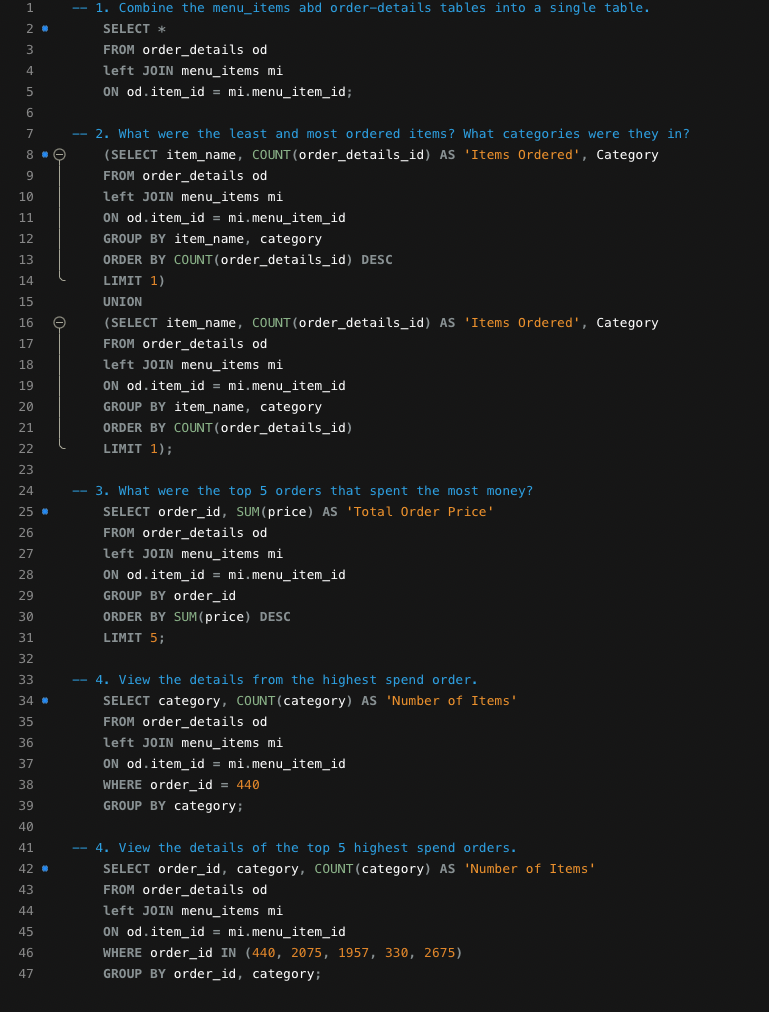 1 -- 1. Combine the menu_items abd order-details tables into a single table.
2 SELECT *
3 FROM order_details od
4 left JOIN menu_items mi
5 ON od.item_id = mi.menu_item_id;
6
7 -- 2. What were the least and most ordered items? What categories were they in?
8 (SELECT item_name, COUNT(order_details_id) AS 'Items Ordered', Category
9 FROM order_details od
10 left JOIN menu_items mi
11 ON od.item_id = mi.menu_item_id
12 GROUP BY item_name, category
13 ORDER BY COUNT(order_details_id) DESC
14 LIMIT 1)
15 UNION
16 (SELECT item_name, COUNT(order_details_id) AS 'Items Ordered', Category
17 FROM order_details od
18 left JOIN menu_items mi
19 ON od.item_id = mi.menu_item_id
20 GROUP BY item_name, category
21 ORDER BY COUNT(order_details_id)
22 LIMIT 1);
23
24 -- 3. What were the top 5 orders that spent the most money?
25 SELECT order_id, SUM(price) AS 'Total Order Price'
26 FROM order_details od
27 left JOIN menu_items mi
28 ON od.item_id = mi.menu_item_id
29 GROUP BY order_id
30 ORDER BY SUM(price) DESC
31 LIMIT 5;
32
33 -- 4. View the details from the highest spend order.
34 SELECT category, COUNT(category) AS 'Number of Items'
35 FROM order_details od
36 left JOIN menu_items mi
37 ON od.item_id = mi.menu_item_id
38 WHERE order_id = 440
39 GROUP BY category;
40
41 -- 4. View the details of the top 5 highest spend orders.
42 SELECT order_id, category, COUNT(category) AS 'Number of Items'
43 FROM order_details od
44 left JOIN menu_items mi
45 ON od.item_id = mi.menu_item_id
46 WHERE order_id IN (440, 2075, 1957, 330, 2675)
47 GROUP BY order_id, category;